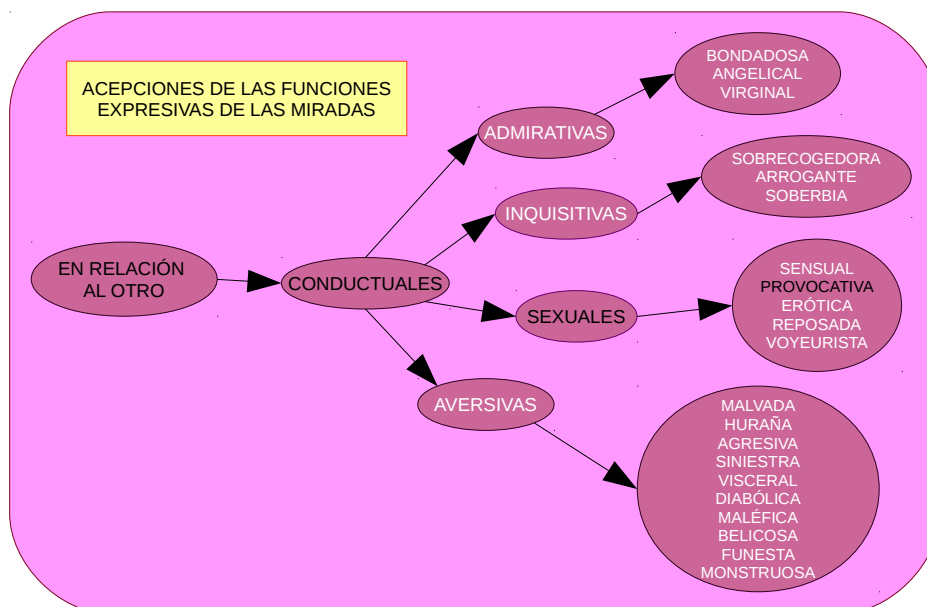 ACEPCIONES DE LAS FUNCIONES
EXPRESIVAS DE LAS MIRADAS
BONDADOSA
ANGELICAL
VIRGINAL
ADMIRATIVAS
SOBRECOGEDORA
ARROGANTE
SOBERBIA
INQUISITIVAS
EN RELACIÓN
AL OTRO
CONDUCTUALES
SENSUAL
PROVOCATIVA
ERÓTICA
REPOSADA
VOYEURISTA
SEXUALES
AVERSIVAS
MALVADA
HURAÑA
AGRESIVA
SINIESTRA
VISCERAL
DIABÓLICA
MALÉFICA
BELICOSA
FUNESTA
MONSTRUOSA